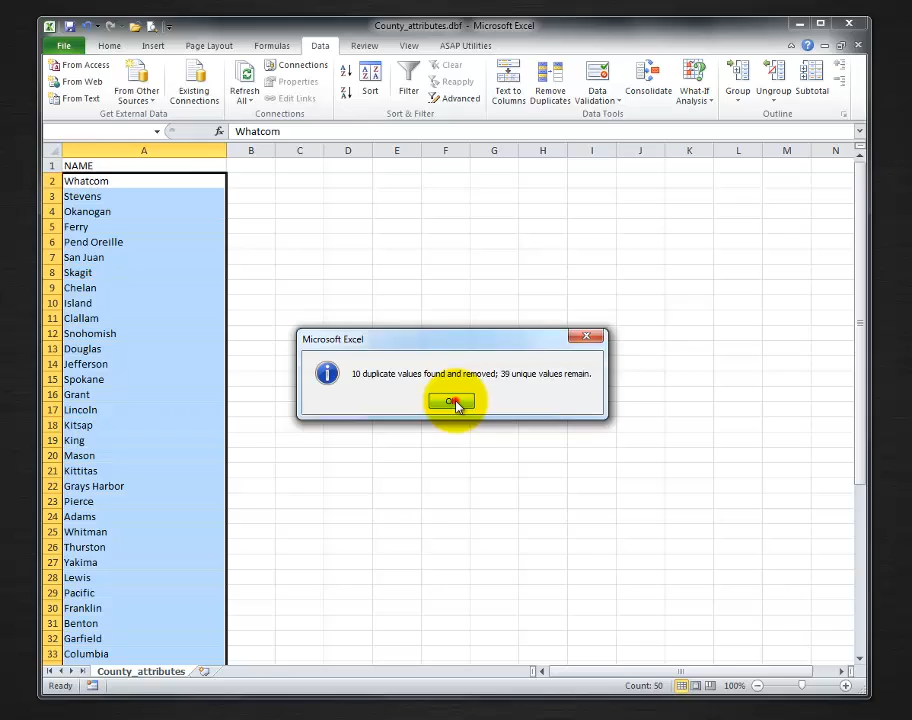 County_attributes.dbf - Microsoft Excel
File Home Insert Page Layout Formulas Data Review View ASAP Utilities
From Access
From Web
From Text
From Other Sources
Existing Connections
Get External Data
Refresh All
Connections
Properties
Edit Links
Connections
Sort
Filter
Clear
Reapply
Advanced
Sort & Filter
Text to Columns
Remove Duplicates
Data Validation
Consolidate
What-If Analysis
Data Tools
Group
Ungroup
Subtotal
Outline
fx Whatcom
A B C D E F G H I J K L M N
1 NAME
2 Whatcom
3 Stevens
4 Okanogan
5 Ferry
6 Pend Oreille
7 San Juan
8 Skagit
9 Chelan
10 Island
11 Clallam
12 Snohomish
13 Douglas
14 Jefferson
15 Spokane
16 Grant
17 Lincoln
18 Kitsap
19 King
20 Mason
21 Kittitas
22 Grays Harbor
23 Pierce
24 Adams
25 Whitman
26 Thurston
27 Yakima
28 Lewis
29 Pacific
30 Franklin
31 Benton
32 Garfield
33 Columbia
Microsoft Excel
10 duplicate values found and removed; 39 unique values remain.
County_attributes
Ready Count: 50 100%